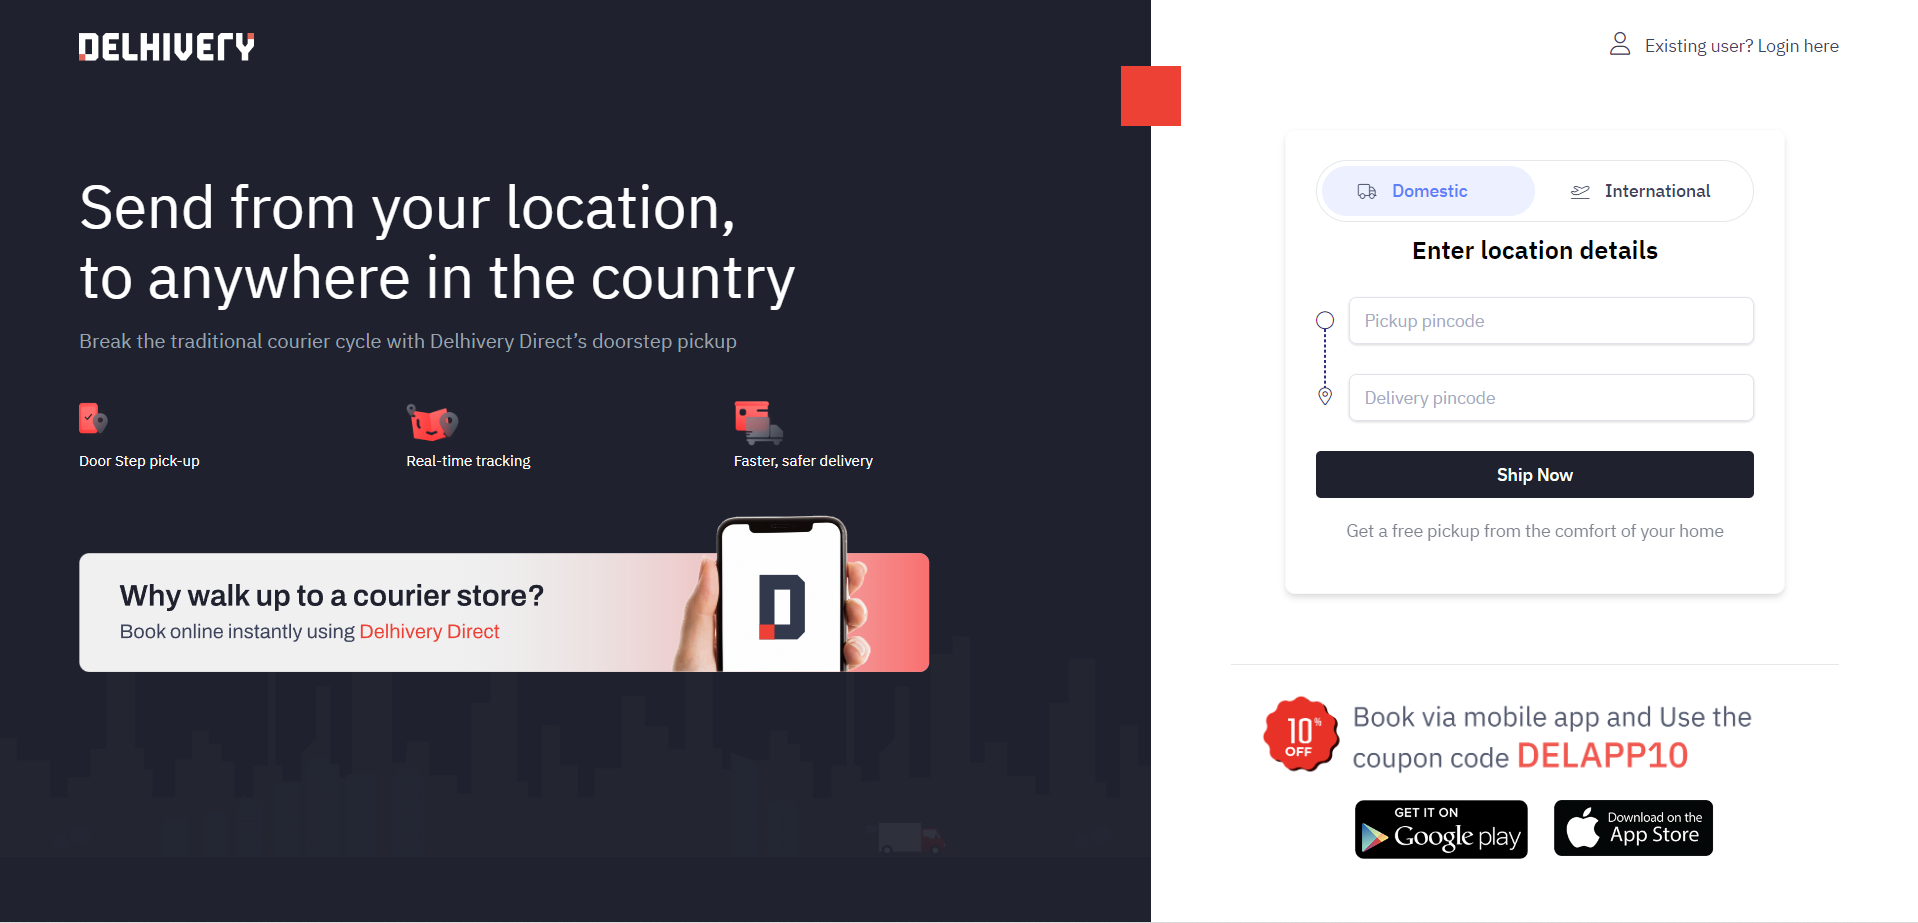 DELHIVERY
Send from your location,
to anywhere in the country
Break the traditional courier cycle with Delhivery Direct’s doorstep pickup
Door Step pick-up
Real-time tracking
Faster, safer delivery
Why walk up to a courier store?
Book online instantly using Delhivery Direct
D
Existing user? Login here
Domestic
International
Enter location details
Pickup pincode
Delivery pincode
Ship Now
Get a free pickup from the comfort of your home
10%
OFF
Book via mobile app and Use the
coupon code DELAPP10
GET IT ON
Google play
Download on the
App Store